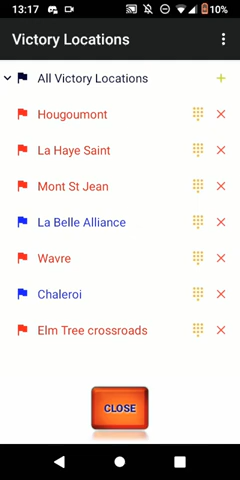 13:17
10%
Victory Locations
All Victory Locations
Hougoumont
La Haye Saint
Mont St Jean
La Belle Alliance
Wavre
Chaleroi
Elm Tree crossroads
CLOSE